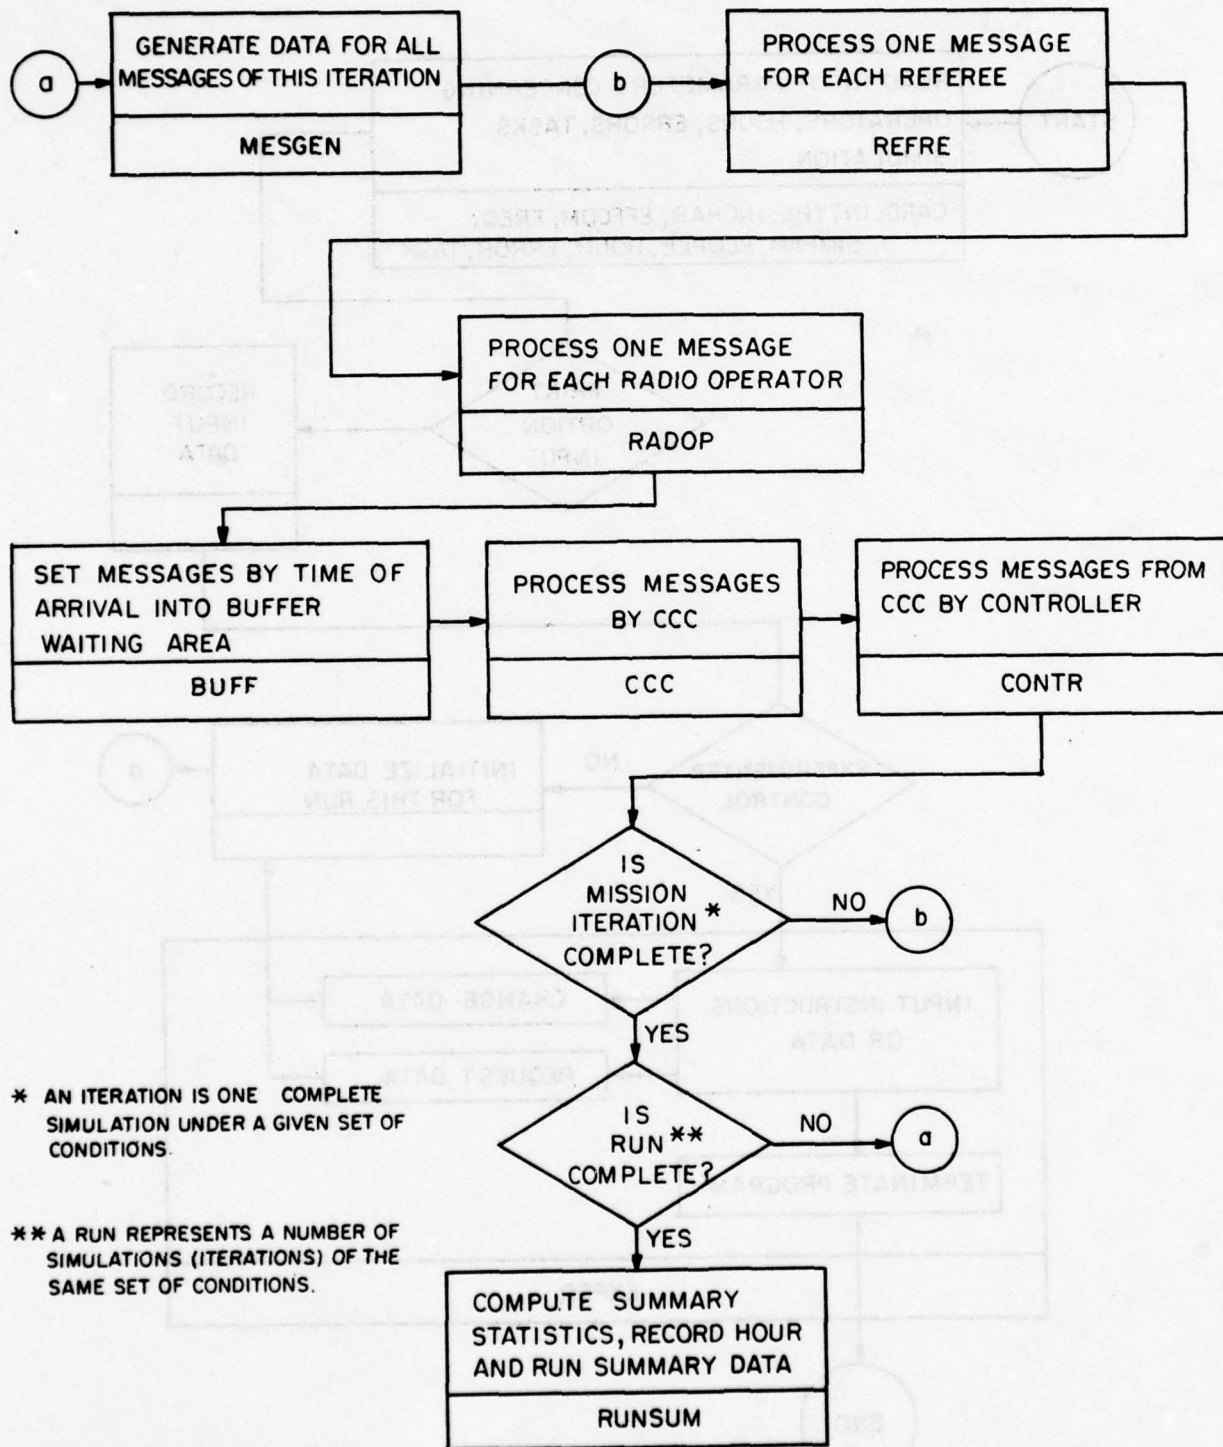 a
GENERATE DATA FOR ALL
MESSAGES OF THIS ITERATION
MESGEN
b
PROCESS ONE MESSAGE
FOR EACH REFEREE
REFRE
PROCESS ONE MESSAGE
FOR EACH RADIO OPERATOR
RADOP
SET MESSAGES BY TIME OF
ARRIVAL INTO BUFFER
WAITING AREA
BUFF
PROCESS MESSAGES
BY CCC
CCC
PROCESS MESSAGES FROM
CCC BY CONTROLLER
CONTR
IS
MISSION
ITERATION *
COMPLETE?
NO
b
YES
IS
RUN **
COMPLETE?
NO
a
YES
* AN ITERATION IS ONE COMPLETE
SIMULATION UNDER A GIVEN SET OF
CONDITIONS.
** A RUN REPRESENTS A NUMBER OF
SIMULATIONS (ITERATIONS) OF THE
SAME SET OF CONDITIONS.
COMPUTE SUMMARY
STATISTICS, RECORD HOUR
AND RUN SUMMARY DATA
RUNSUM